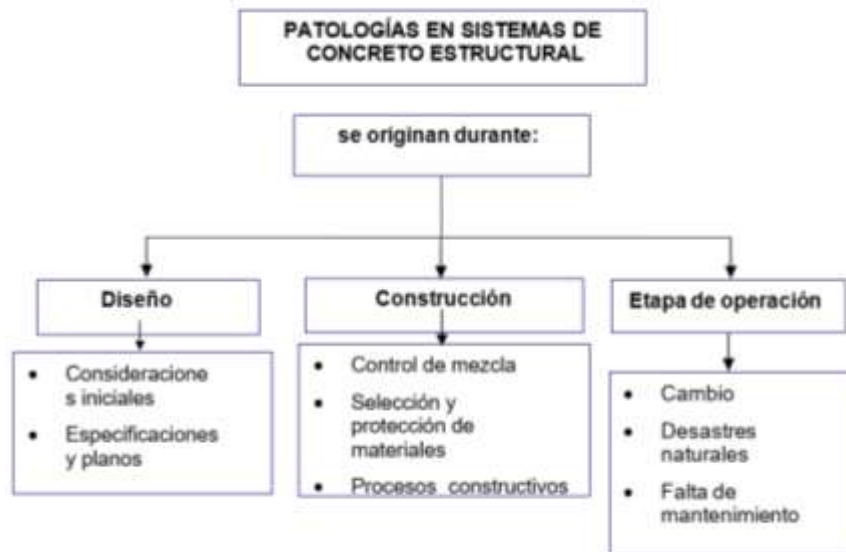 PATOLOGÍAS EN SISTEMAS DE
CONCRETO ESTRUCTURAL
se originan durante:
Diseño
• Consideracione
s iniciales
• Especificaciones
y planos
Construcción
• Control de mezcla
• Selección y
protección de
materiales
• Procesos constructivos
Etapa de operación
• Cambio
• Desastres
naturales
• Falta de
mantenimiento